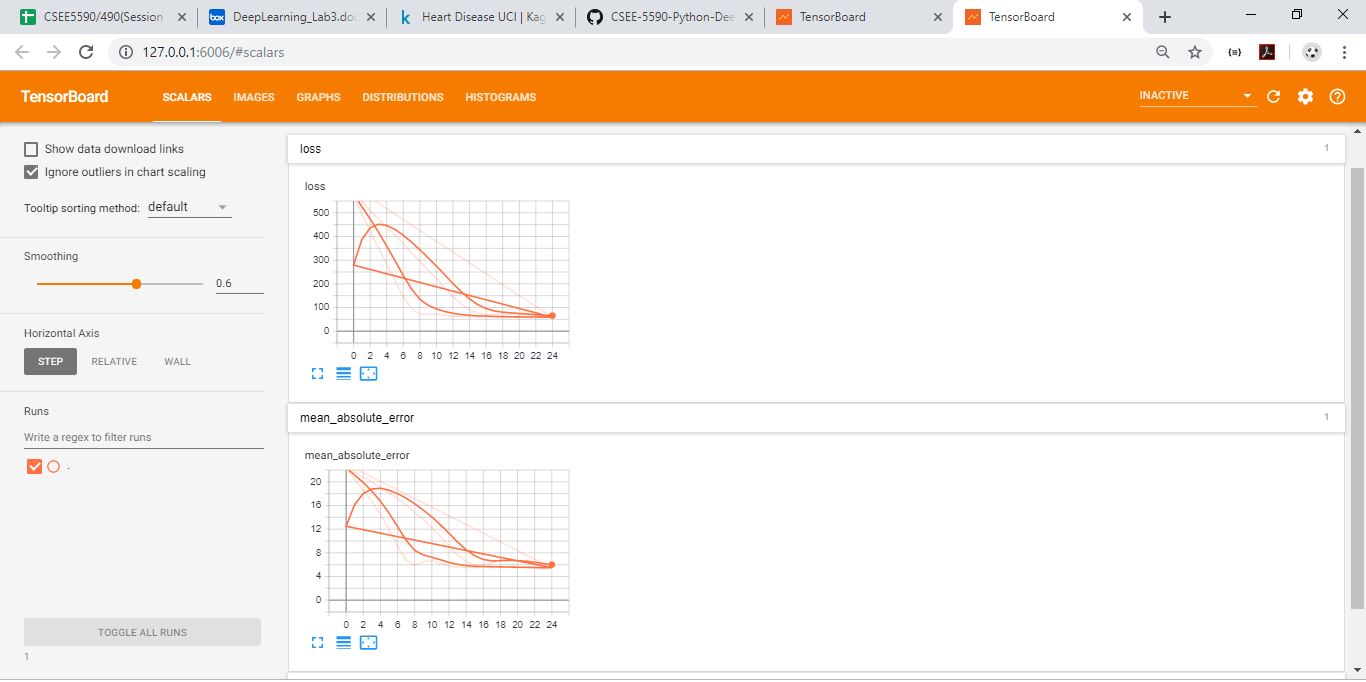 CSEE5590/490(Session
DeepLearning_Lab3.doc
Heart Disease UCI | Kag
CSEE-5590-Python-Dee
TensorBoard
TensorBoard
127.0.0.1:6006/#scalars
TensorBoard SCALARS IMAGES GRAPHS DISTRIBUTIONS HISTOGRAMS INACTIVE
Show data download links
Ignore outliers in chart scaling
Tooltip sorting method: default
Smoothing
0.6
Horizontal Axis
STEP RELATIVE WALL
Runs
Write a regex to filter runs
.
TOGGLE ALL RUNS
1
loss 1
loss
500
400
300
200
100
0
0 2 4 6 8 10 12 14 16 18 20 22 24
mean_absolute_error 1
mean_absolute_error
20
16
12
8
4
0
0 2 4 6 8 10 12 14 16 18 20 22 24